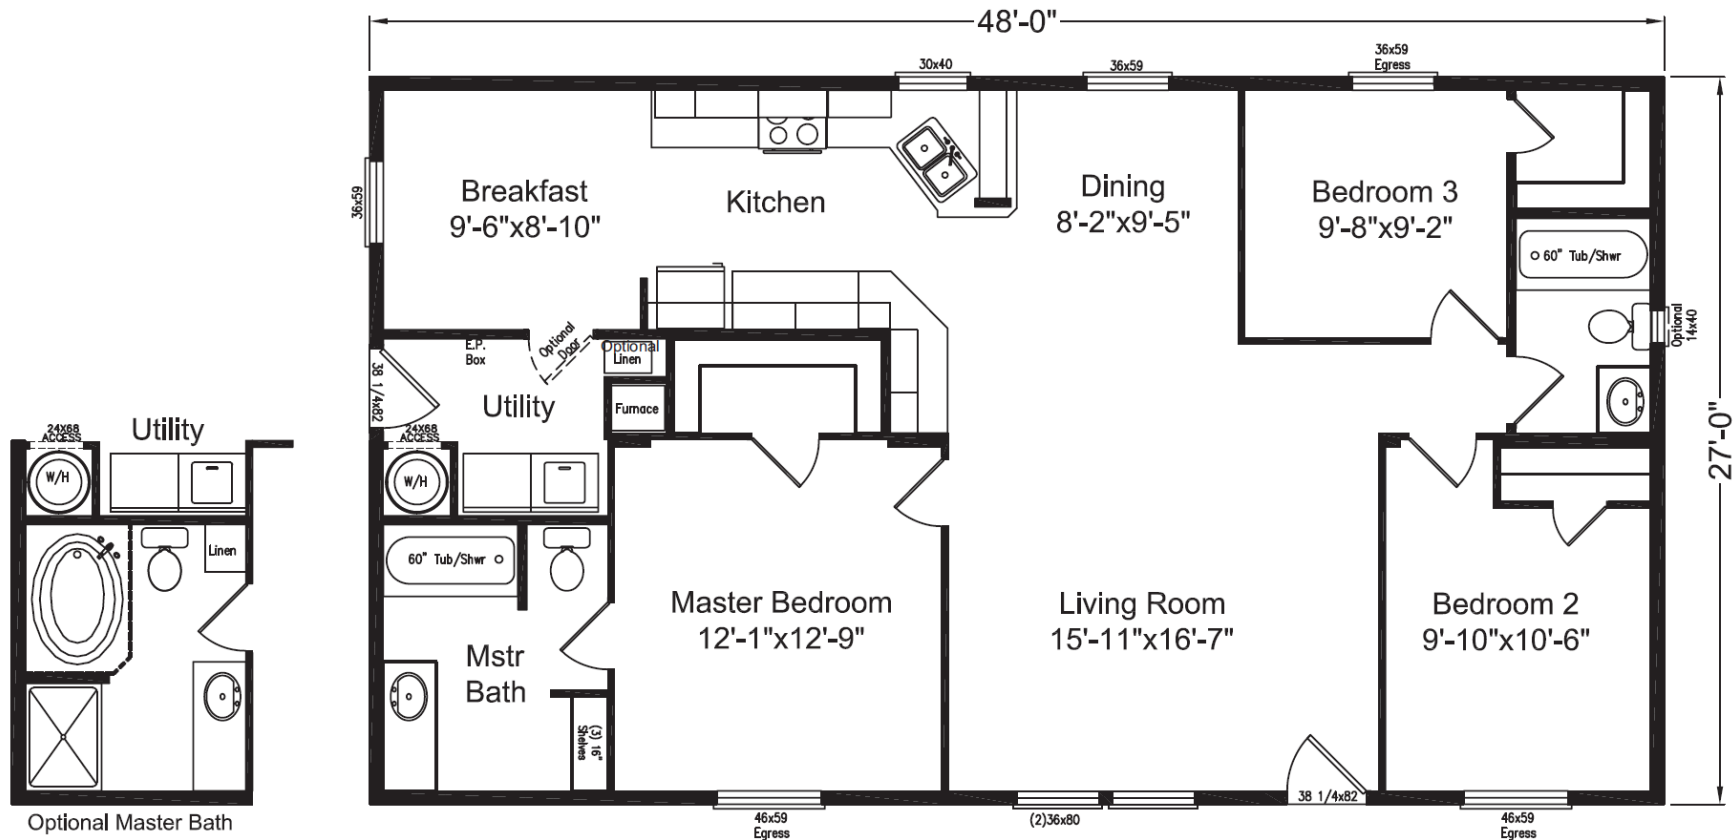 48'-0"
30x40
36x59
36x59
Egress
36x59
Breakfast
9'-6"x8'-10"
Kitchen
Dining
8'-2"x9'-5"
Bedroom 3
9'-8"x9'-2"
60" Tub/Shwr
Optional
14x40
27'-0"
E.P.
Box
Optional
Door
Optional
Linen
38 1/4x82
Utility
Furnace
24X68
ACCESS
W/H
Utility
24X68
ACCESS
W/H
Linen
Optional Master Bath
60" Tub/Shwr
Mstr
Bath
(3) 16"
Shelves
Master Bedroom
12'-1"x12'-9"
Living Room
15'-11"x16'-7"
Bedroom 2
9'-10"x10'-6"
46x59
Egress
(2)36x80
38 1/4x82
46x59
Egress